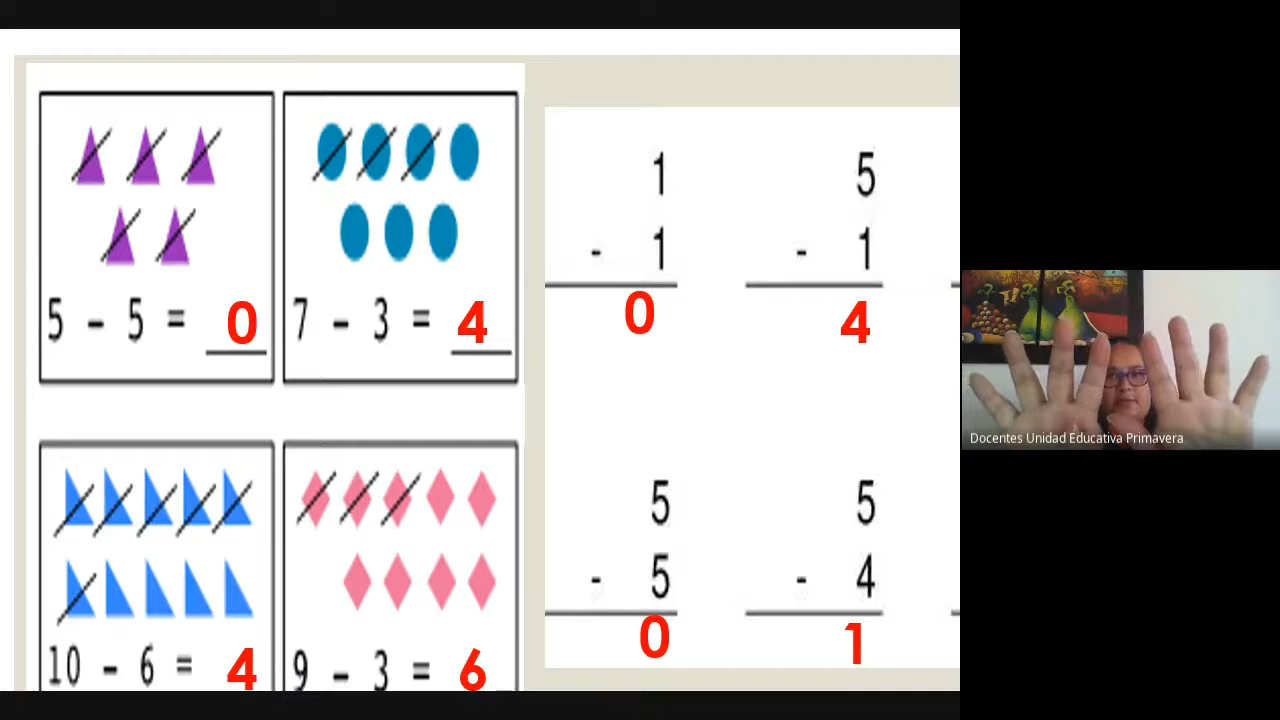 5 - 5 = 0
7 - 3 = 4
10 - 6 = 4
9 - 3 = 6
1
- 1
0
5
- 1
4
5
- 5
0
5
- 4
1
Docentes Unidad Educativa Primavera